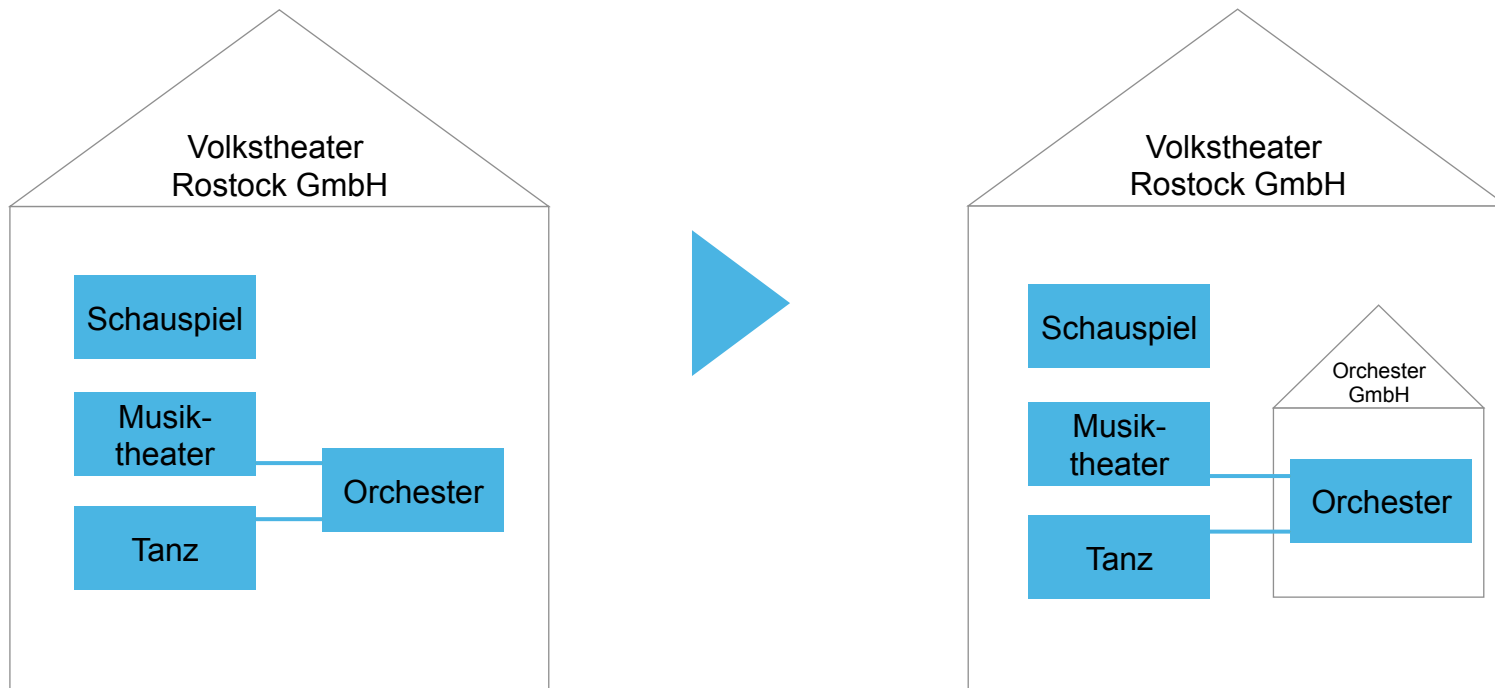 Volkstheater
Rostock GmbH
Schauspiel
Musik-
theater
Orchester
Tanz
Volkstheater
Rostock GmbH
Schauspiel
Orchester
GmbH
Musik-
theater
Orchester
Tanz